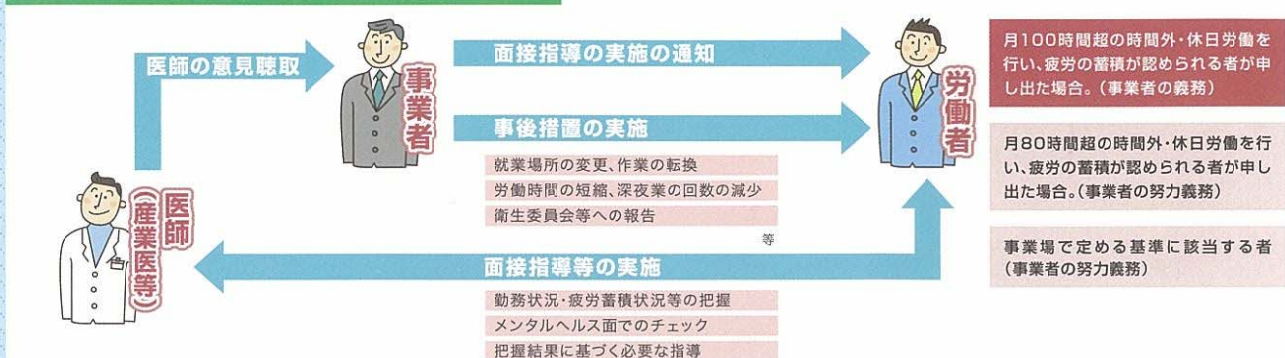 医師の意見聴取
事業者
面接指導の実施の通知
事後措置の実施
就業場所の変更、作業の転換
労働時間の短縮、深夜業の回数の減少
衛生委員会等への報告
等
労働者
医師
(産業医等)
面接指導等の実施
勤務状況・疲労蓄積状況等の把握
メンタルヘルス面でのチェック
把握結果に基づく必要な指導
月100時間超の時間外・休日労働を
行い、疲労の蓄積が認められる者が申
し出た場合。(事業者の義務)
月80時間超の時間外・休日労働を行
い、疲労の蓄積が認められる者が申し
出た場合。(事業者の努力義務)
事業場で定める基準に該当する者
(事業者の努力義務)